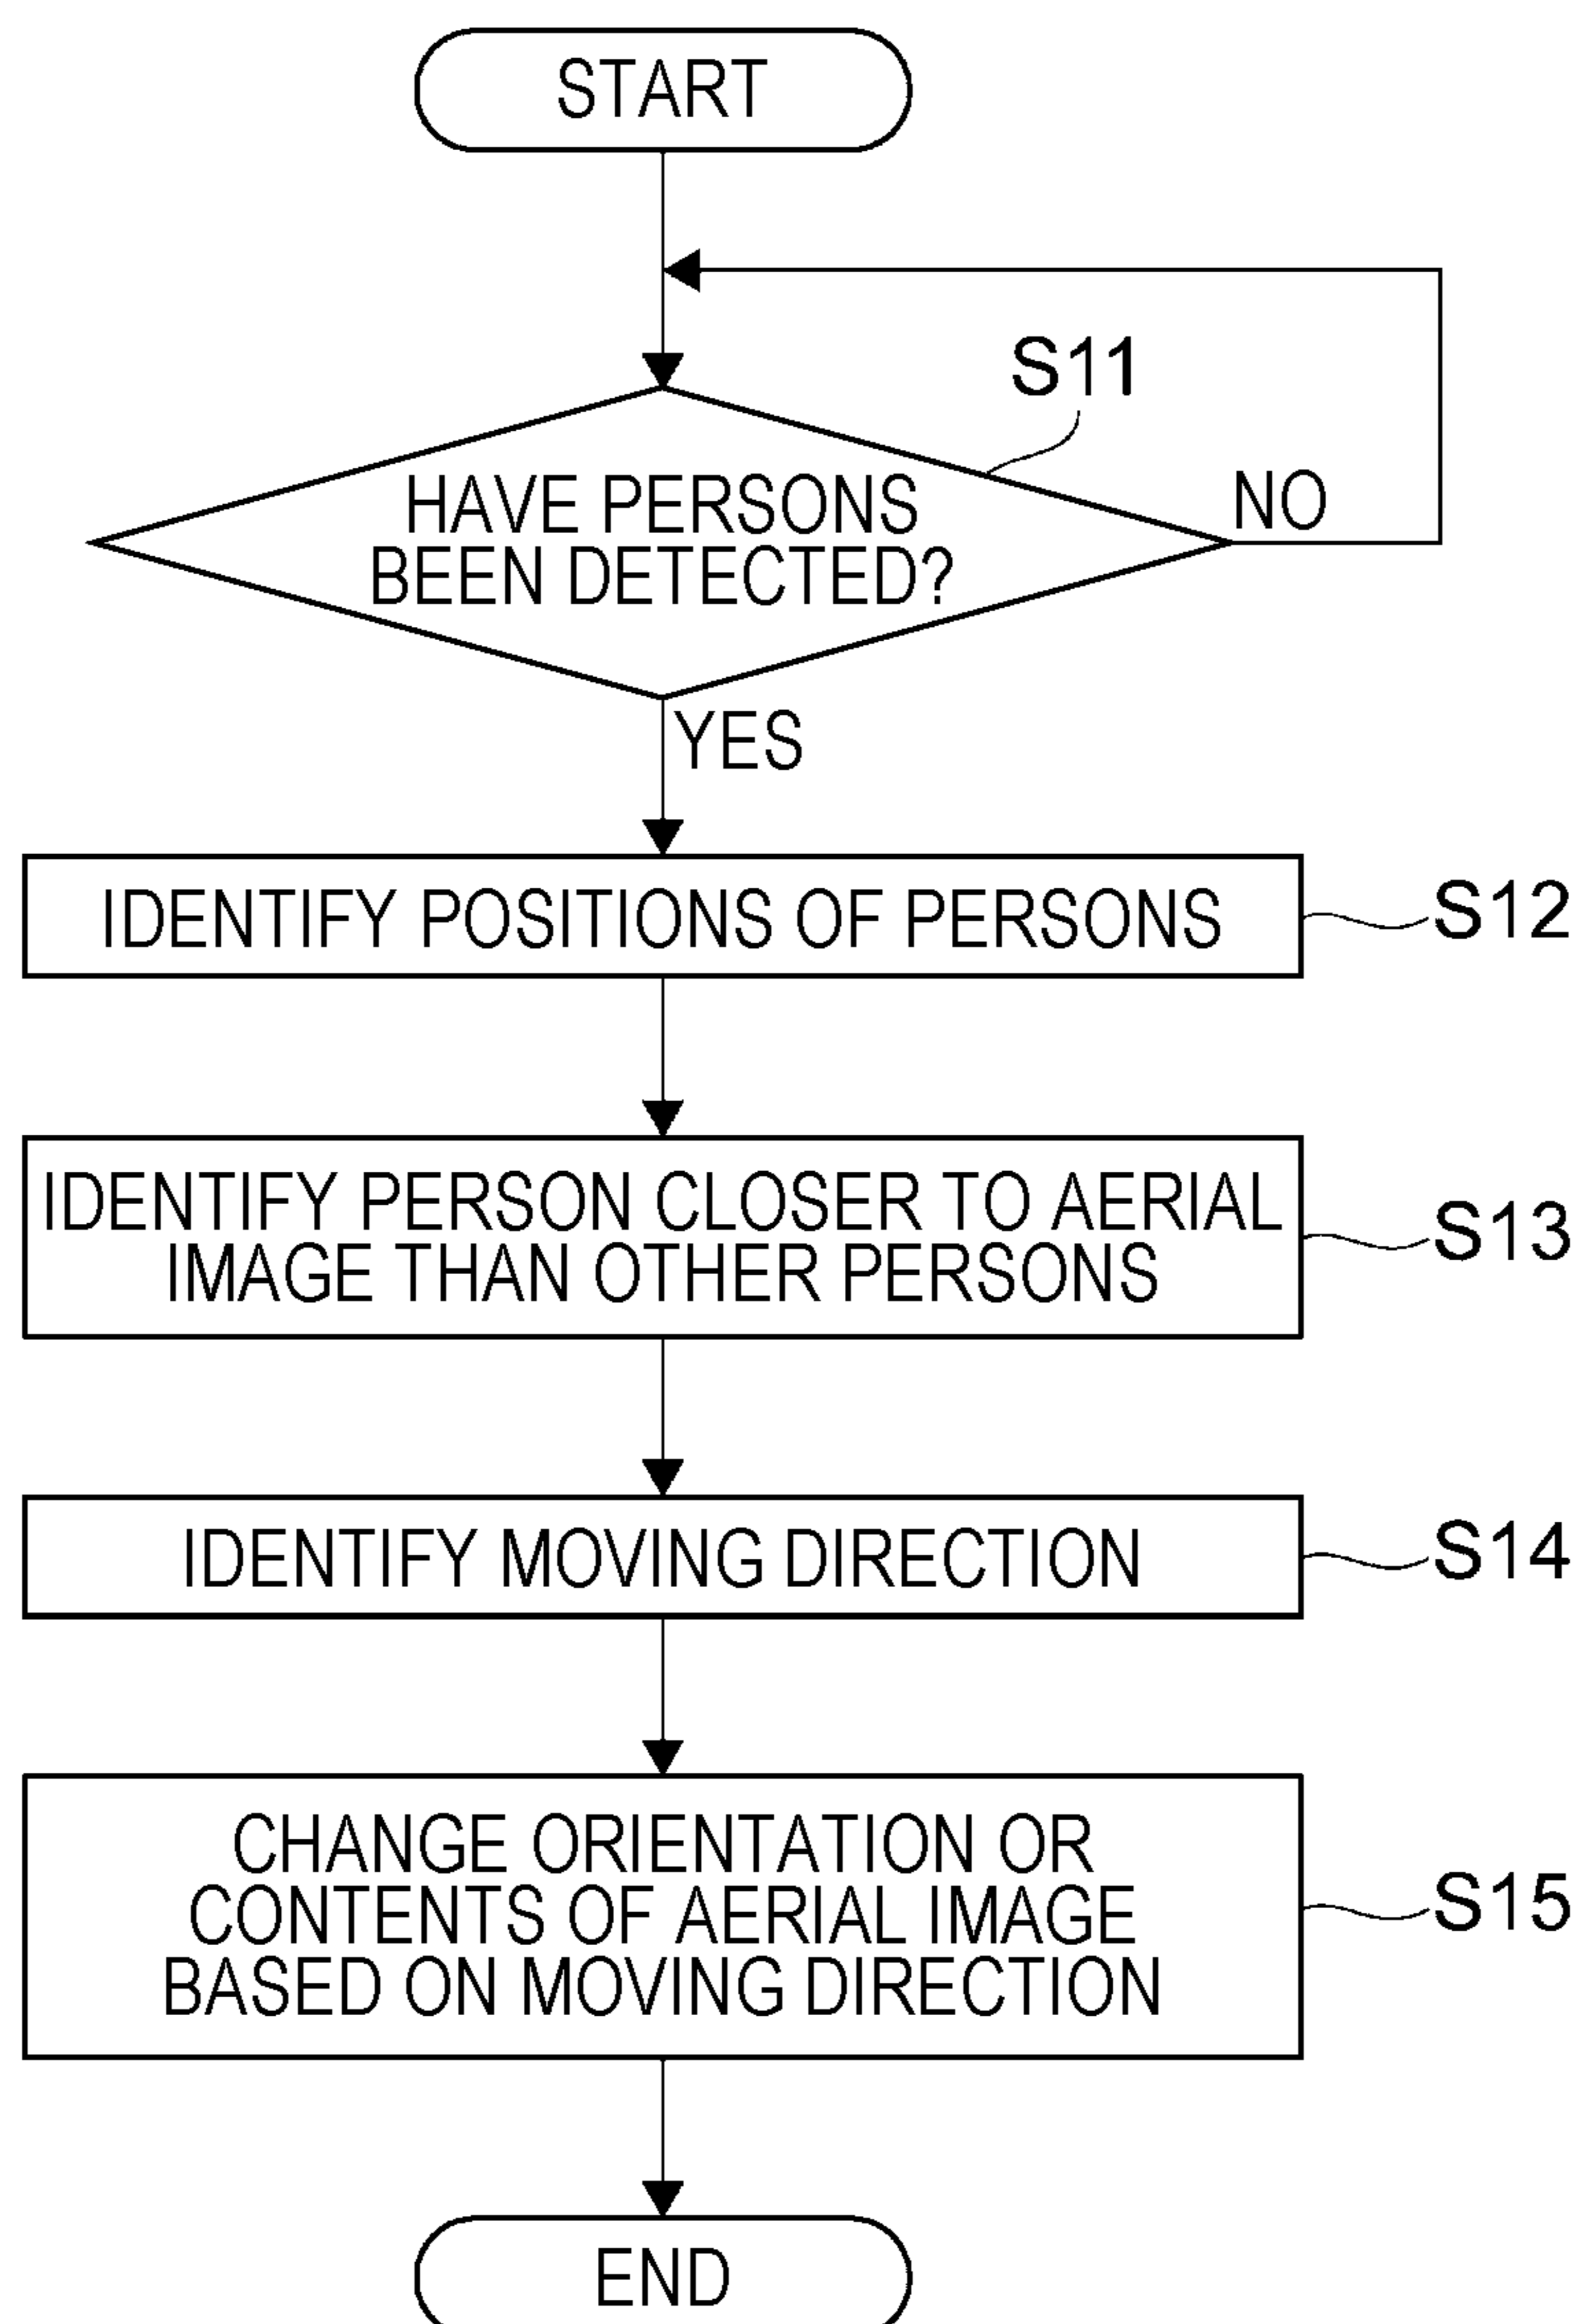 START
S11
HAVE PERSONS
BEEN DETECTED?
NO
YES
IDENTIFY POSITIONS OF PERSONS
S12
IDENTIFY PERSON CLOSER TO AERIAL
IMAGE THAN OTHER PERSONS
S13
IDENTIFY MOVING DIRECTION
S14
CHANGE ORIENTATION OR
CONTENTS OF AERIAL IMAGE
BASED ON MOVING DIRECTION
S15
END